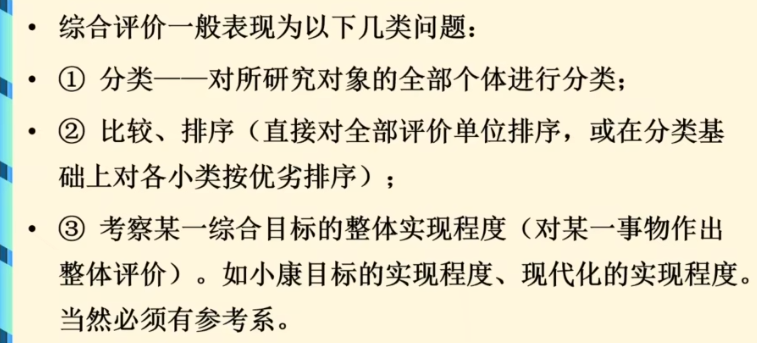 • 综合评价一般表现为以下几类问题：
• ① 分类——对所研究对象的全部个体进行分类；
• ② 比较、排序（直接对全部评价单位排序，或在分类基
础上对各小类按优劣排序）；
• ③ 考察某一综合目标的整体实现程度（对某一事物作出
整体评价）。如小康目标的实现程度、现代化的实现程度。
当然必须有参考系。